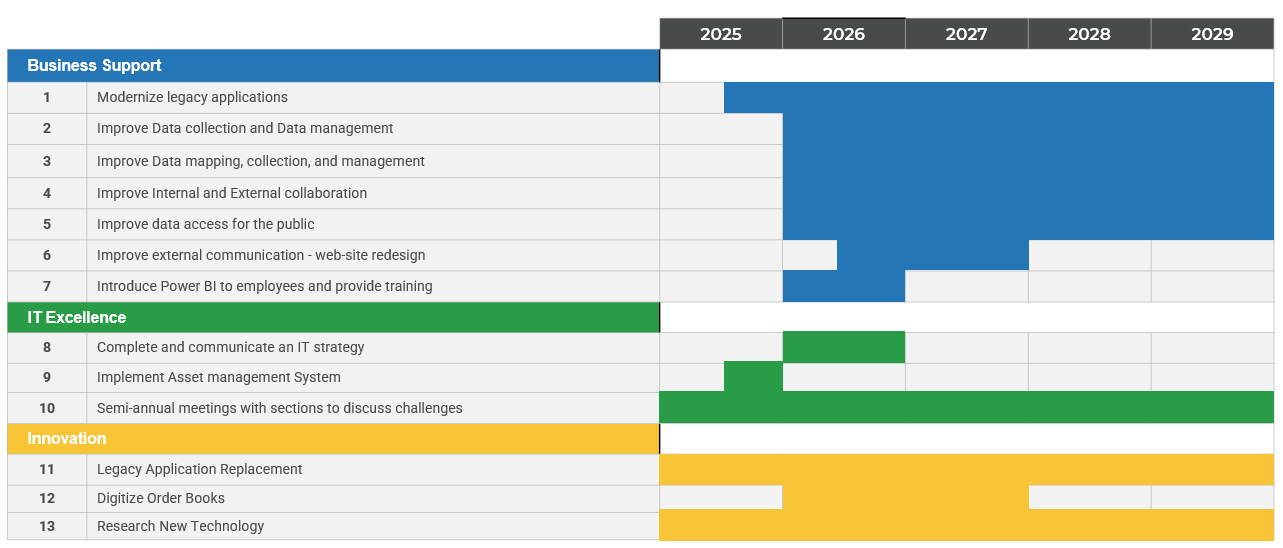 2025 2026 2027 2028 2029
Business Support
1 Modernize legacy applications
2 Improve Data collection and Data management
3 Improve Data mapping, collection, and management
4 Improve Internal and External collaboration
5 Improve data access for the public
6 Improve external communication - web-site redesign
7 Introduce Power BI to employees and provide training
IT Excellence
8 Complete and communicate an IT strategy
9 Implement Asset management System
10 Semi-annual meetings with sections to discuss challenges
Innovation
11 Legacy Application Replacement
12 Digitize Order Books
13 Research New Technology